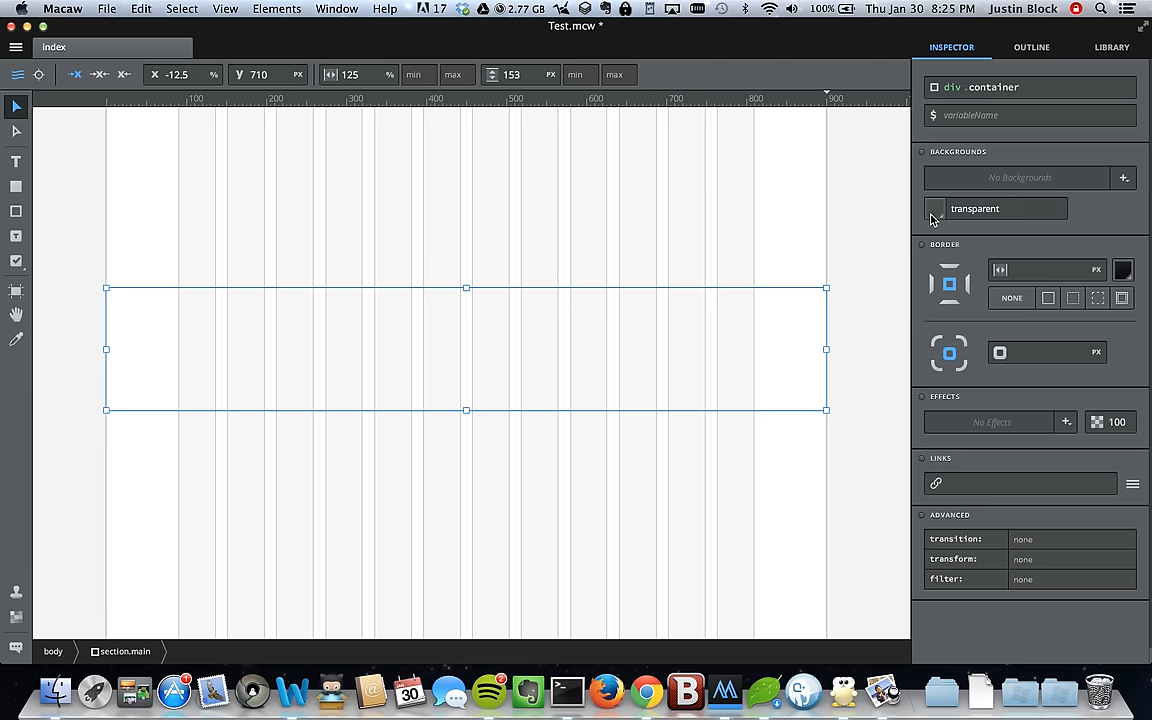 Macaw File Edit Select View Elements Window Help 17 2.77 GB 100% Thu Jan 30 8:25 PM Justin Block
Test.mcw *
index
INSPECTOR OUTLINE LIBRARY
X -12.5 % y 710 PX 125 % min max 153 PX min max
100 200 300 400 500 600 700 800 900
div .container
$ variableName
BACKGROUNDS
No Backgrounds
transparent
BORDER
PX
NONE
PX
EFFECTS
No Effects 100
LINKS
ADVANCED
transition: none
transform: none
filter: none
body section.main